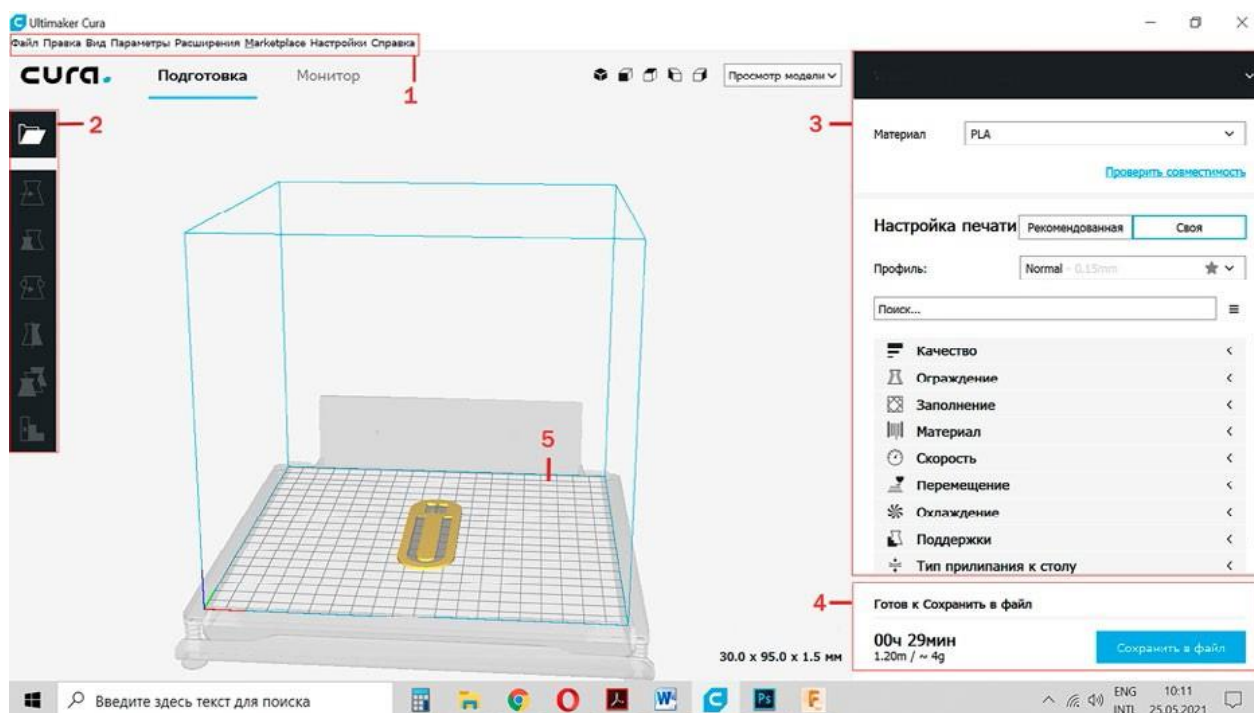 Ultimaker Cura
Файл Правка Вид Параметры Расширения Marketplace Настройки Справка
1
cura.
Подготовка
Монитор
Просмотр модели
2
3
Материал
PLA
Проверить совместимость
Настройка печати
Рекомендованная
Своя
Профиль:
Normal - 0.15mm
Поиск...
Качество
Ограждение
Заполнение
Материал
Скорость
Перемещение
Охлаждение
Поддержки
Тип прилипания к столу
5
4
Готов к Сохранить в файл
00ч 29мин
1.20m / ~ 4g
Сохранить в файл
30.0 x 95.0 x 1.5 мм
Введите здесь текст для поиска
W
Ps
F
ENG
INTL
10:11
25.05.2021